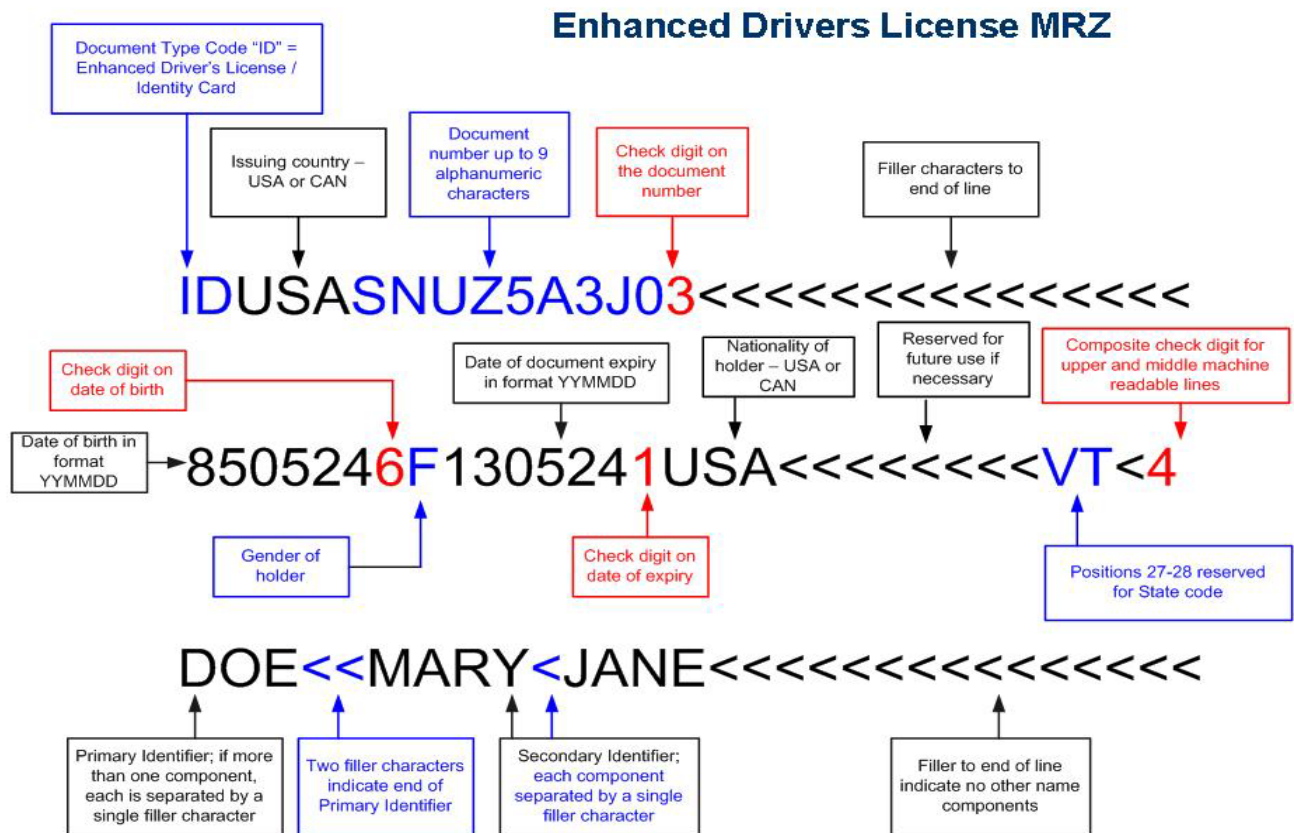 Enhanced Drivers License MRZ
Document Type Code “ID” =
Enhanced Driver’s License /
Identity Card
Issuing country –
USA or CAN
Document
number up to 9
alphanumeric
characters
Check digit on
the document
number
Filler characters to
end of line
IDUSASNUZ5A3J03<<<<<<<<<<<<<<<
Check digit on
date of birth
Date of document expiry
in format YYMMDD
Nationality of
holder – USA or
CAN
Reserved for
future use if
necessary
Composite check digit for
upper and middle machine
readable lines
Date of birth in
format
YYMMDD
8505246F1305241USA<<<<<<<<VT<4
Gender of
holder
Check digit on
date of expiry
Positions 27-28 reserved
for State code
DOE<<MARY<JANE<<<<<<<<<<<<<<<
Primary Identifier; if more
than one component,
each is separated by a
single filler character
Two filler characters
indicate end of
Primary Identifier
Secondary Identifier;
each component
separated by a single
filler character
Filler to end of line
indicate no other name
components